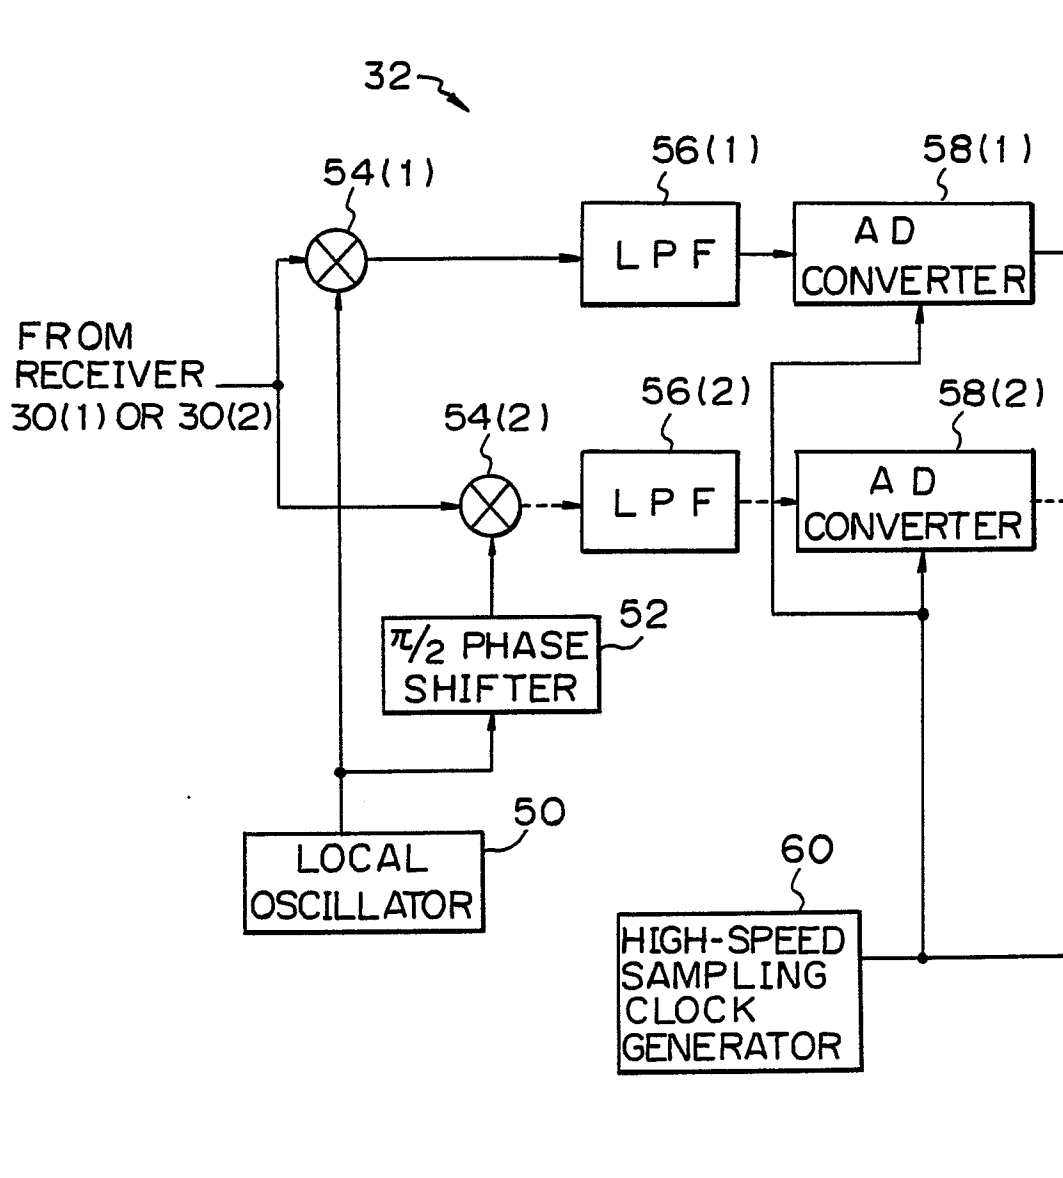 32
54(1)
56(1)
58(1)
LPF
AD
CONVERTER
FROM
RECEIVER
30(1) OR 30(2)
54(2)
56(2)
58(2)
LPF
AD
CONVERTER
52
π/2 PHASE
SHIFTER
50
LOCAL
OSCILLATOR
60
HIGH-SPEED
SAMPLING
CLOCK
GENERATOR